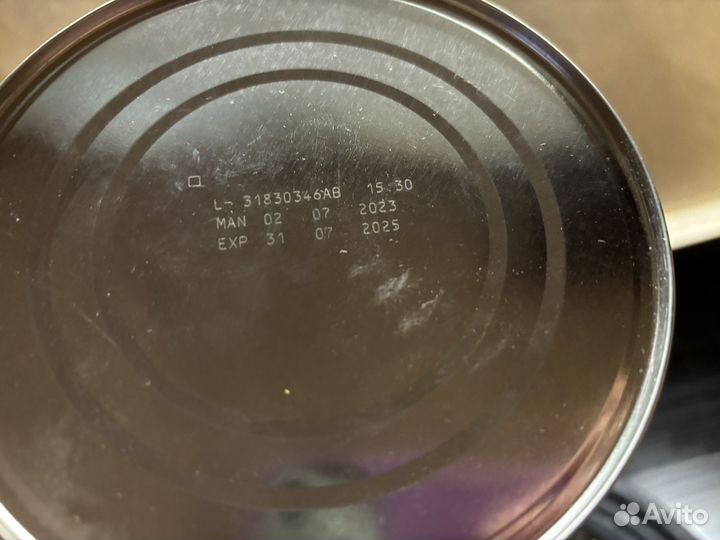 L- 31830346AB 15:30
MAN 02 07 2023
EXP 31 07 2025
Avito